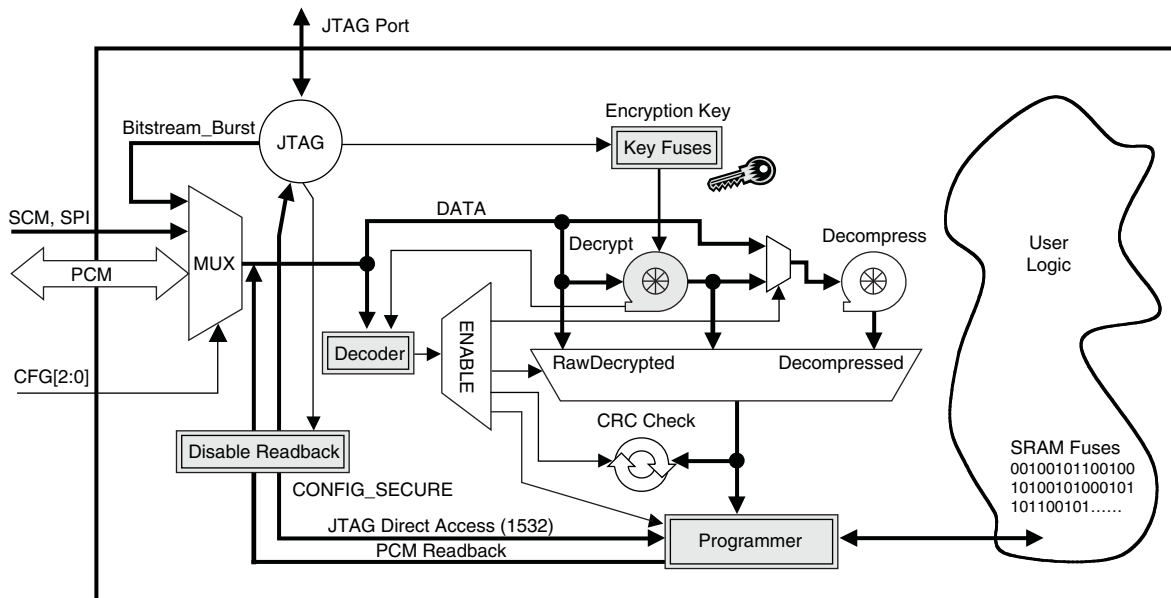 JTAG Port
Encryption Key
Bitstream_Burst
JTAG
Key Fuses
SCM, SPI
DATA
Decrypt
Decompress
User
Logic
MUX
PCM
ENABLE
Decoder
RawDecrypted
Decompressed
CFG[2:0]
CRC Check
Disable Readback
SRAM Fuses
00100101100100
10100101000101
101100101......
CONFIG_SECURE
JTAG Direct Access (1532)
PCM Readback
Programmer